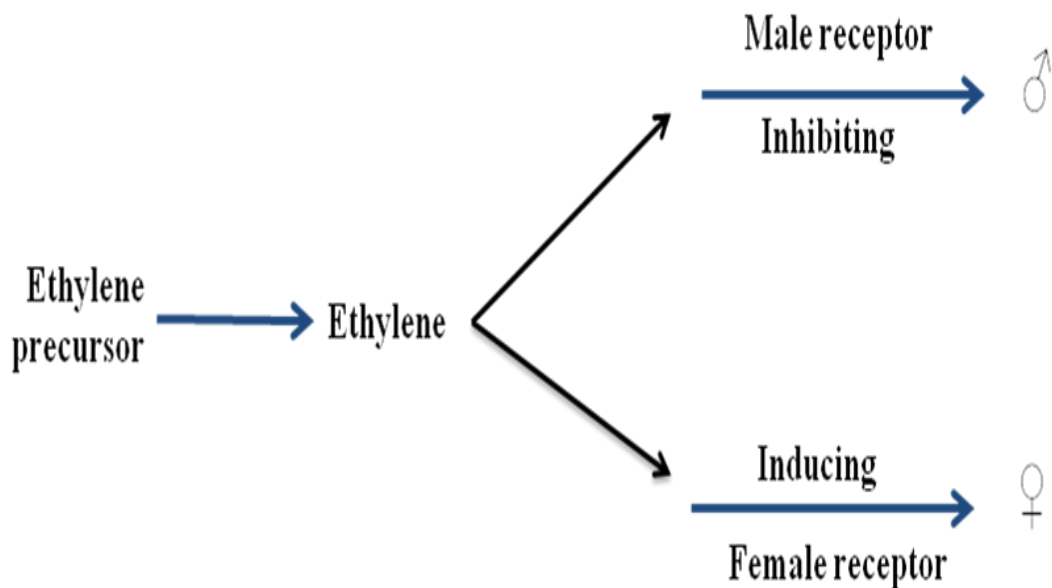 Male receptor
Inhibiting
♂
Ethylene
precursor
Ethylene
Inducing
♀
Female receptor